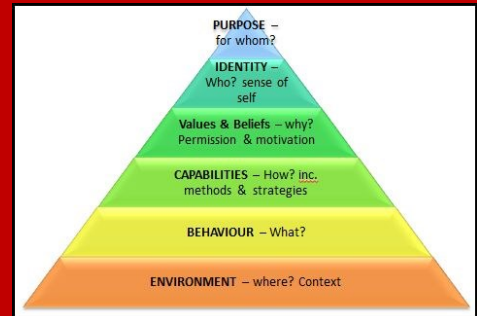 PURPOSE –
for whom?
IDENTITY –
Who? sense of
self
Values & Beliefs – why?
Permission & motivation
CAPABILITIES – How? inc.
methods & strategies
BEHAVIOUR – What?
ENVIRONMENT – where? Context